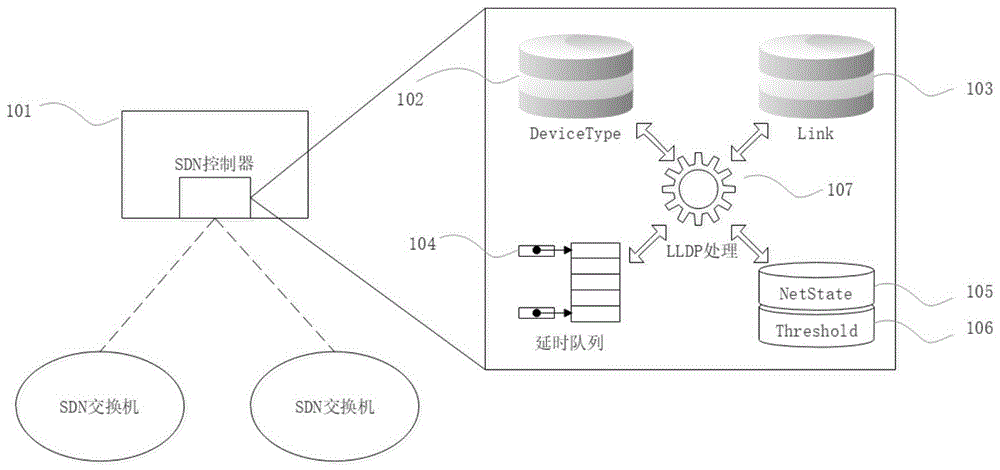 101
SDN控制器
102
DeviceType
103
Link
107
LLDP处理
104
延时队列
NetState
105
Threshold
106
SDN交换机
SDN交换机